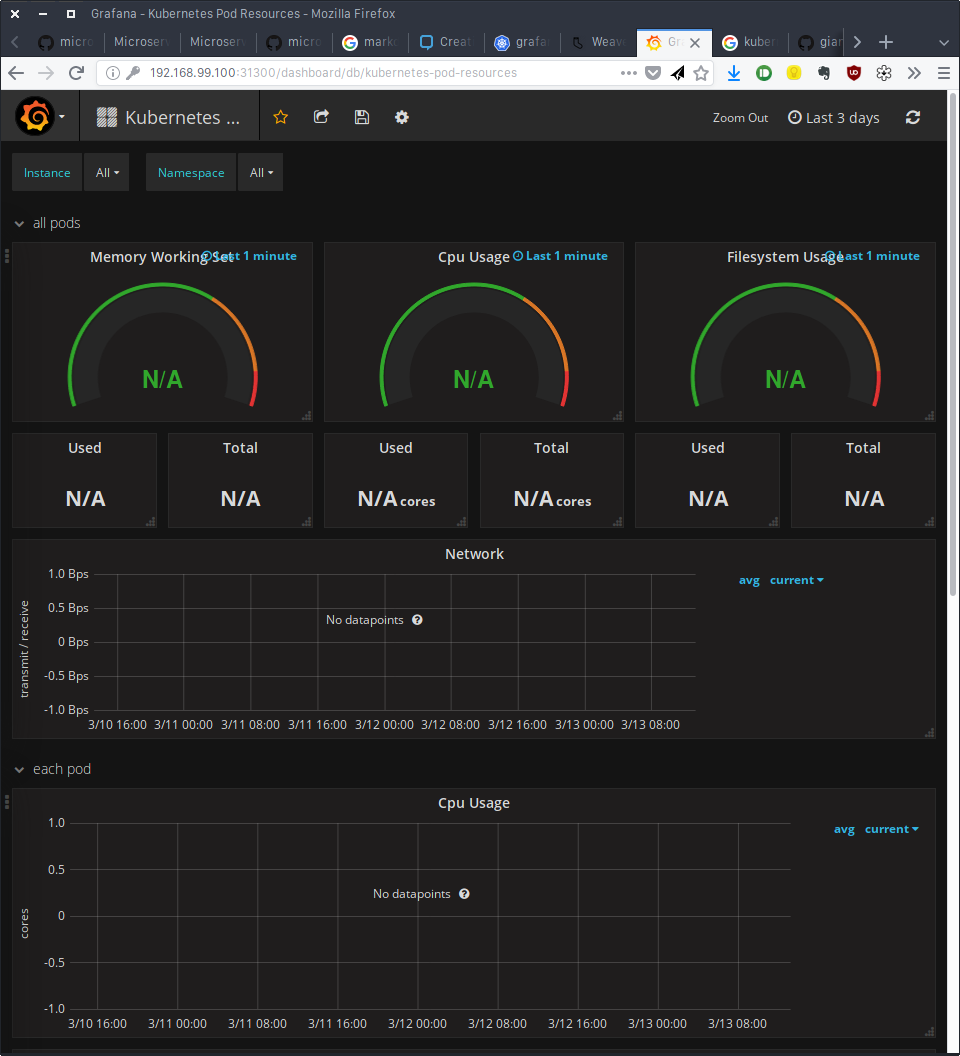 Grafana - Kubernetes Pod Resources - Mozilla Firefox
micro Microserv Microserv micro mark Creat grafa Weave Gr kuber gian
192.168.99.100:31300/dashboard/db/kubernetes-pod-resources
Kubernetes ... Zoom Out Last 3 days
Instance All Namespace All
all pods
Memory Working Set Last 1 minute Cpu Usage Last 1 minute Filesystem Usage Last 1 minute
N/A N/A N/A
Used Total Used Total Used Total
N/A N/A N/A cores N/A cores N/A N/A
Network
1.0 Bps
avg current
0.5 Bps
No datapoints
0 Bps
-0.5 Bps
-1.0 Bps
transmit / receive
3/10 16:00 3/11 00:00 3/11 08:00 3/11 16:00 3/12 00:00 3/12 08:00 3/12 16:00 3/13 00:00 3/13 08:00
each pod
Cpu Usage
1.0
avg current
0.5
No datapoints
0
-0.5
-1.0
cores
3/10 16:00 3/11 00:00 3/11 08:00 3/11 16:00 3/12 00:00 3/12 08:00 3/12 16:00 3/13 00:00 3/13 08:00